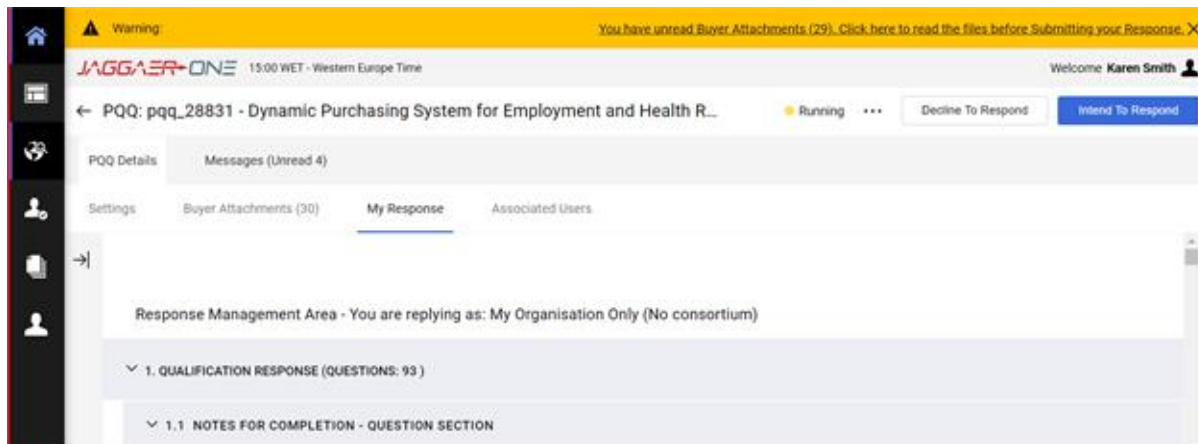 Warning: You have unread Buyer Attachments (29). Click here to read the files before Submitting your Response. X
JAGGAER ONE 15:00 WET - Western Europe Time Welcome Karen Smith
← PQQ: pqq_28831 - Dynamic Purchasing System for Employment and Health R... Running ... Decline To Respond Intend To Respond
PQQ Details Messages (Unread 4)
Settings Buyer Attachments (30) My Response Associated Users
Response Management Area - You are replying as: My Organisation Only (No consortium)
1. QUALIFICATION RESPONSE (QUESTIONS: 93 )
1.1 NOTES FOR COMPLETION - QUESTION SECTION